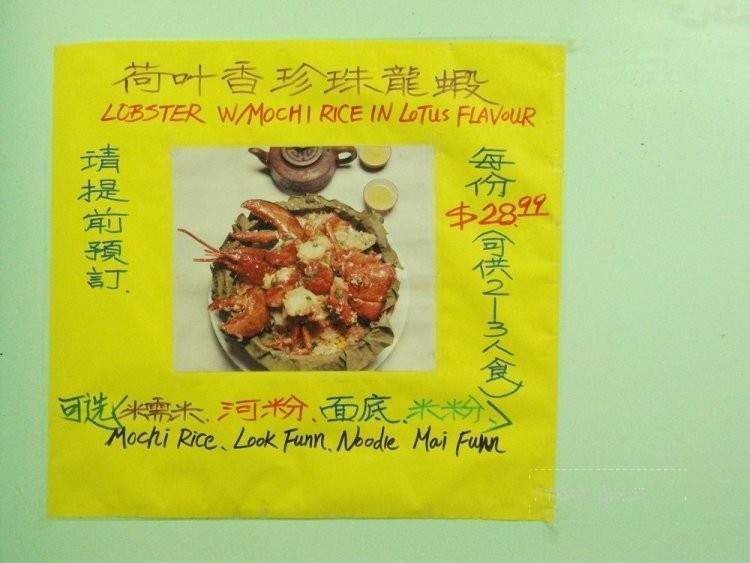 荷叶香珍珠龍蝦
LOBSTER W/MOCHI RICE IN LOTUS FLAVOUR
請提前預訂.
每份
$28.99
(可供2-3人食)
可选<糯米、河粉、面底、米粉>
Mochi Rice、Look Funn、Noodle Mai Funn